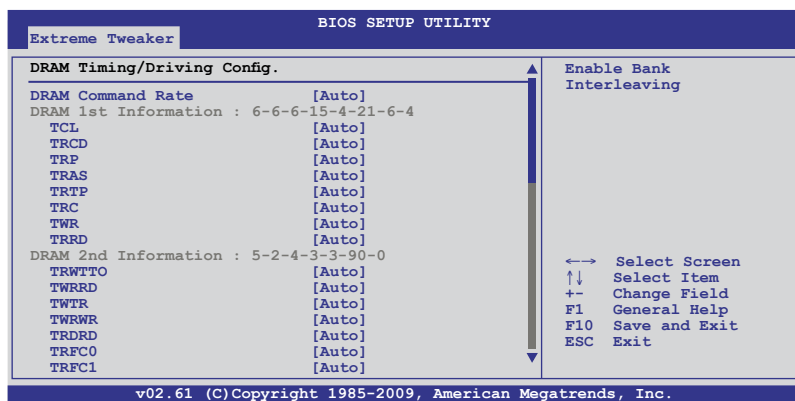 BIOS SETUP UTILITY
Extreme Tweaker
DRAM Timing/Driving Config.
DRAM Command Rate [Auto]
DRAM 1st Information : 6-6-6-15-4-21-6-4
TCL [Auto]
TRCD [Auto]
TRP [Auto]
TRAS [Auto]
TRTP [Auto]
TRC [Auto]
TWR [Auto]
TRRD [Auto]
DRAM 2nd Information : 5-2-4-3-3-90-0
TRWTTO [Auto]
TWRRD [Auto]
TWTR [Auto]
TWRWR [Auto]
TRDRD [Auto]
TRFC0 [Auto]
TRFC1 [Auto]
Enable Bank
Interleaving
←→ Select Screen
↑↓ Select Item
+- Change Field
F1 General Help
F10 Save and Exit
ESC Exit
v02.61 (C)Copyright 1985-2009, American Megatrends, Inc.